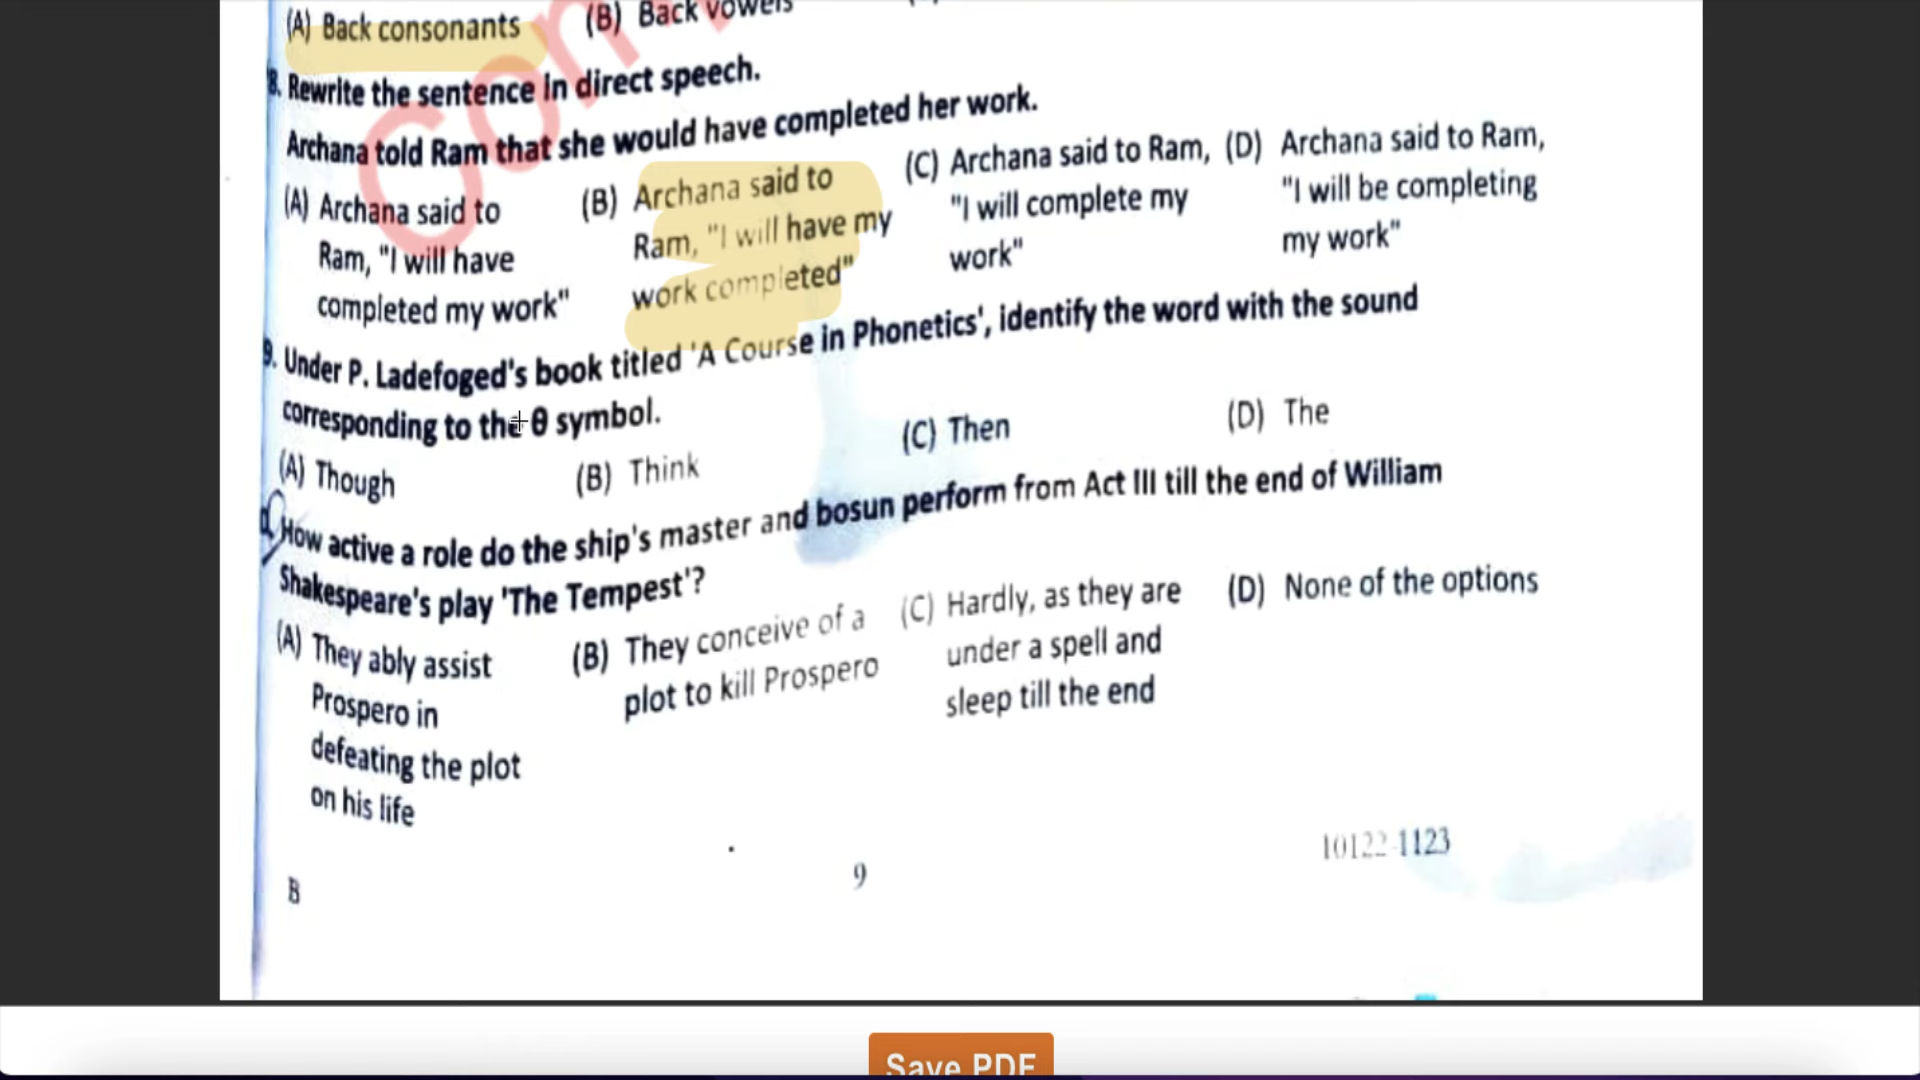 (A) Back consonants (B) Back vowels
8. Rewrite the sentence in direct speech.
Archana told Ram that she would have completed her work.
(A) Archana said to Ram, "I will have completed my work"
(B) Archana said to Ram, "I will have my work completed"
(C) Archana said to Ram, "I will complete my work"
(D) Archana said to Ram, "I will be completing my work"
9. Under P. Ladefoged's book titled 'A Course in Phonetics', identify the word with the sound
corresponding to the θ symbol.
(A) Though (B) Think (C) Then (D) The
How active a role do the ship's master and bosun perform from Act III till the end of William
Shakespeare's play 'The Tempest'?
(A) They ably assist Prospero in defeating the plot on his life
(B) They conceive of a plot to kill Prospero
(C) Hardly, as they are under a spell and sleep till the end
(D) None of the options
10122-1123
9
B
Save PDF